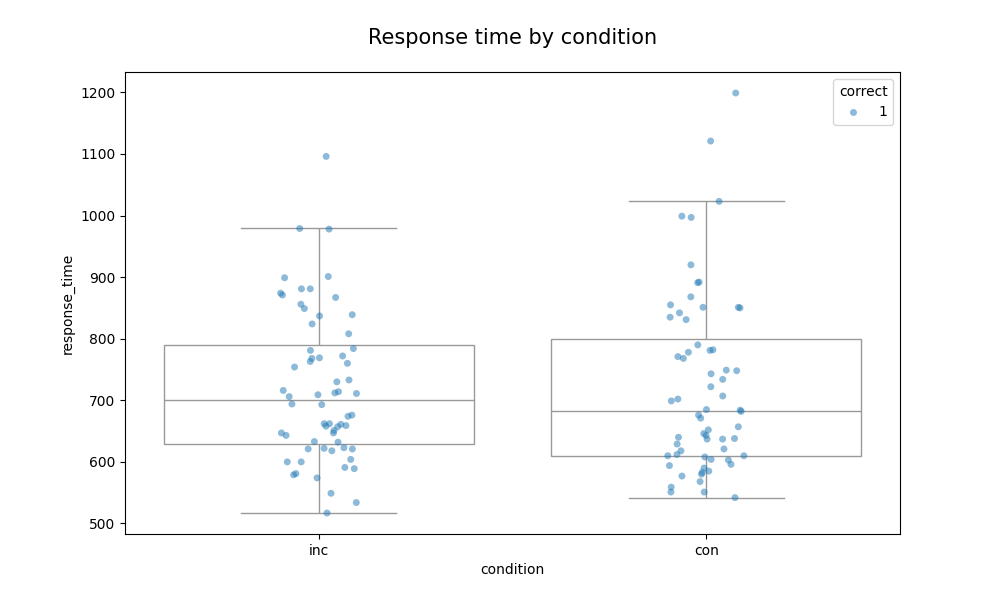 Response time by condition
correct
1
1200
1100
1000
900
800
700
600
500
response_time
inc
con
condition